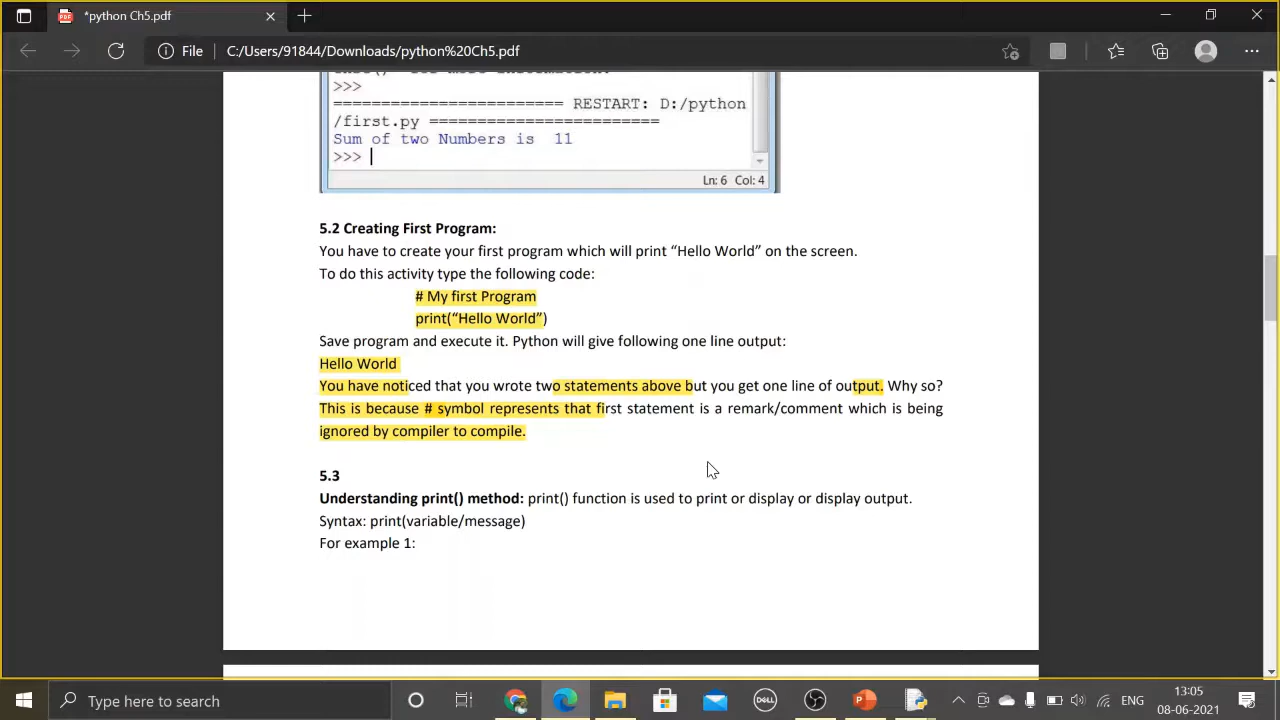 *python Ch5.pdf
File
C:/Users/91844/Downloads/python%20Ch5.pdf
>>>
======================== RESTART: D:/python
/first.py ========================
Sum of two Numbers is  11
>>>
Ln: 6 Col: 4
5.2 Creating First Program:
You have to create your first program which will print “Hello World” on the screen.
To do this activity type the following code:
# My first Program
print(“Hello World”)
Save program and execute it. Python will give following one line output:
Hello World
You have noticed that you wrote two statements above but you get one line of output. Why so?
This is because # symbol represents that first statement is a remark/comment which is being
ignored by compiler to compile.
5.3
Understanding print() method: print() function is used to print or display or display output.
Syntax: print(variable/message)
For example 1:
Type here to search
DELL
ENG
13:05
08-06-2021